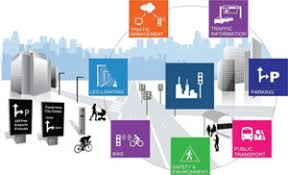 TRAFFIC
MANAGEMENT
TRAFFIC
INFORMATION
LED-LIGHTING
PARKING
P
BIKE
SAFETY &
ENVIRONMENT
PUBLIC
TRANSPORT